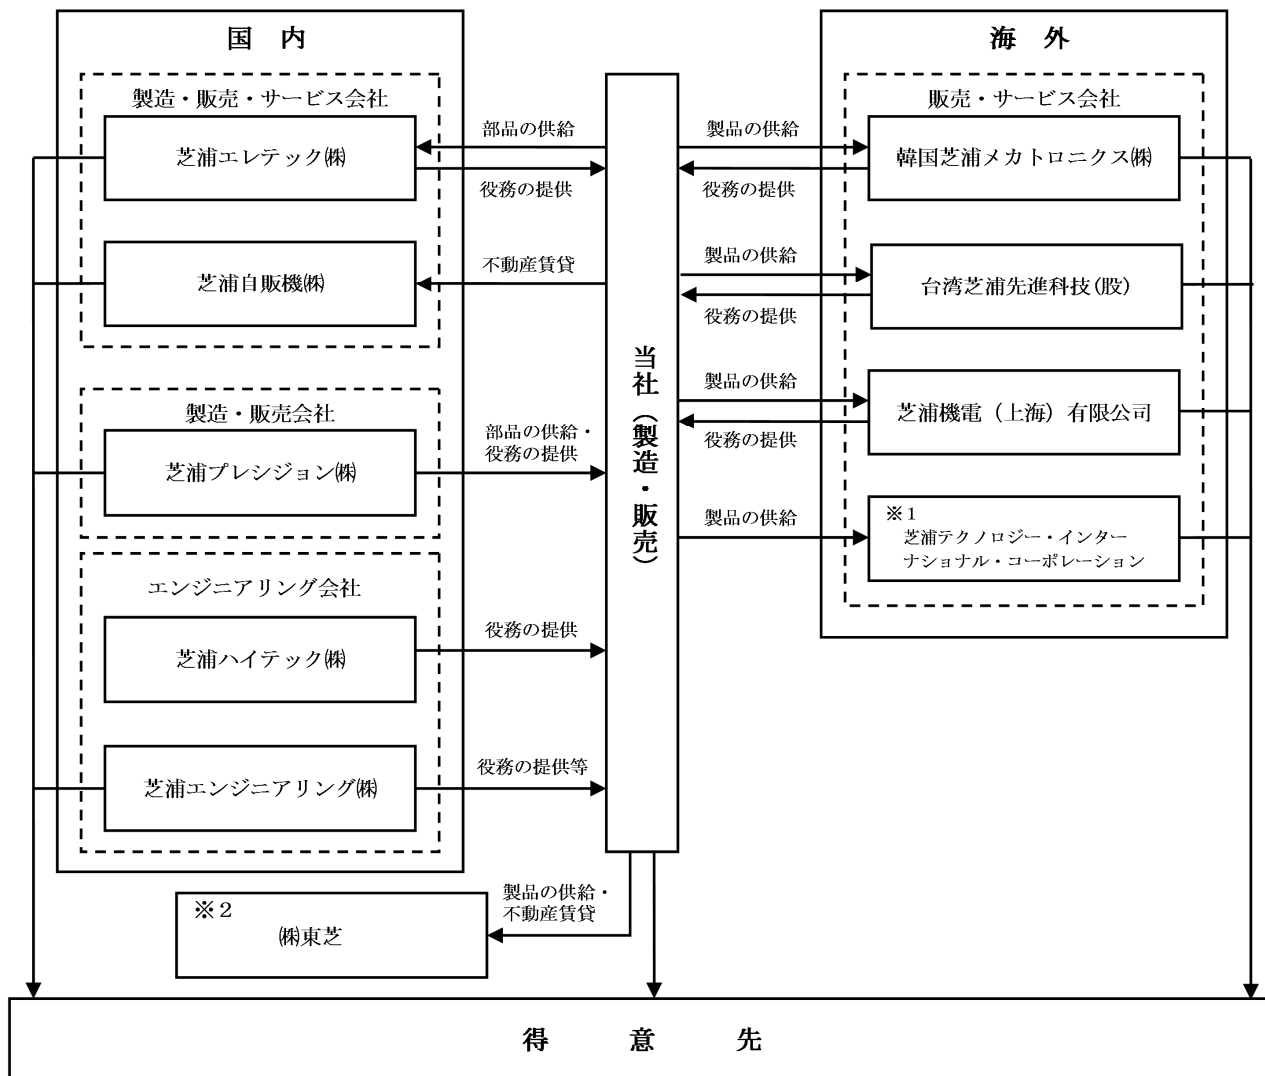 国　内
製造・販売・サービス会社
芝浦エレテック㈱
芝浦自販機㈱
製造・販売会社
芝浦プレシジョン㈱
エンジニアリング会社
芝浦ハイテック㈱
芝浦エンジニアリング㈱
部品の供給
役務の提供
不動産賃貸
部品の供給・
役務の提供
役務の提供
役務の提供等
当社（製造・販売）
製品の供給
役務の提供
製品の供給
役務の提供
製品の供給
役務の提供
製品の供給
海　外
販売・サービス会社
韓国芝浦メカトロニクス㈱
台湾芝浦先進科技(股)
芝浦機電（上海）有限公司
※１
芝浦テクノロジー・インター
ナショナル・コーポレーション
製品の供給・
不動産賃貸
※２
㈱東芝
得　意　先